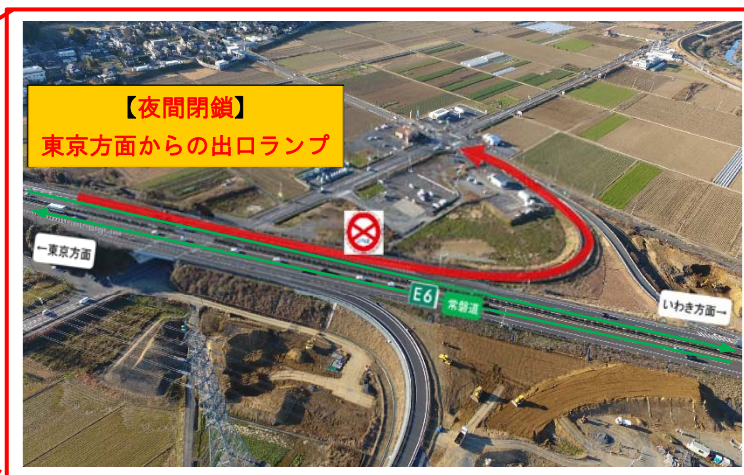 【夜間閉鎖】
東京方面からの出口ランプ
←東京方面
E6
常磐道
いわき方面→